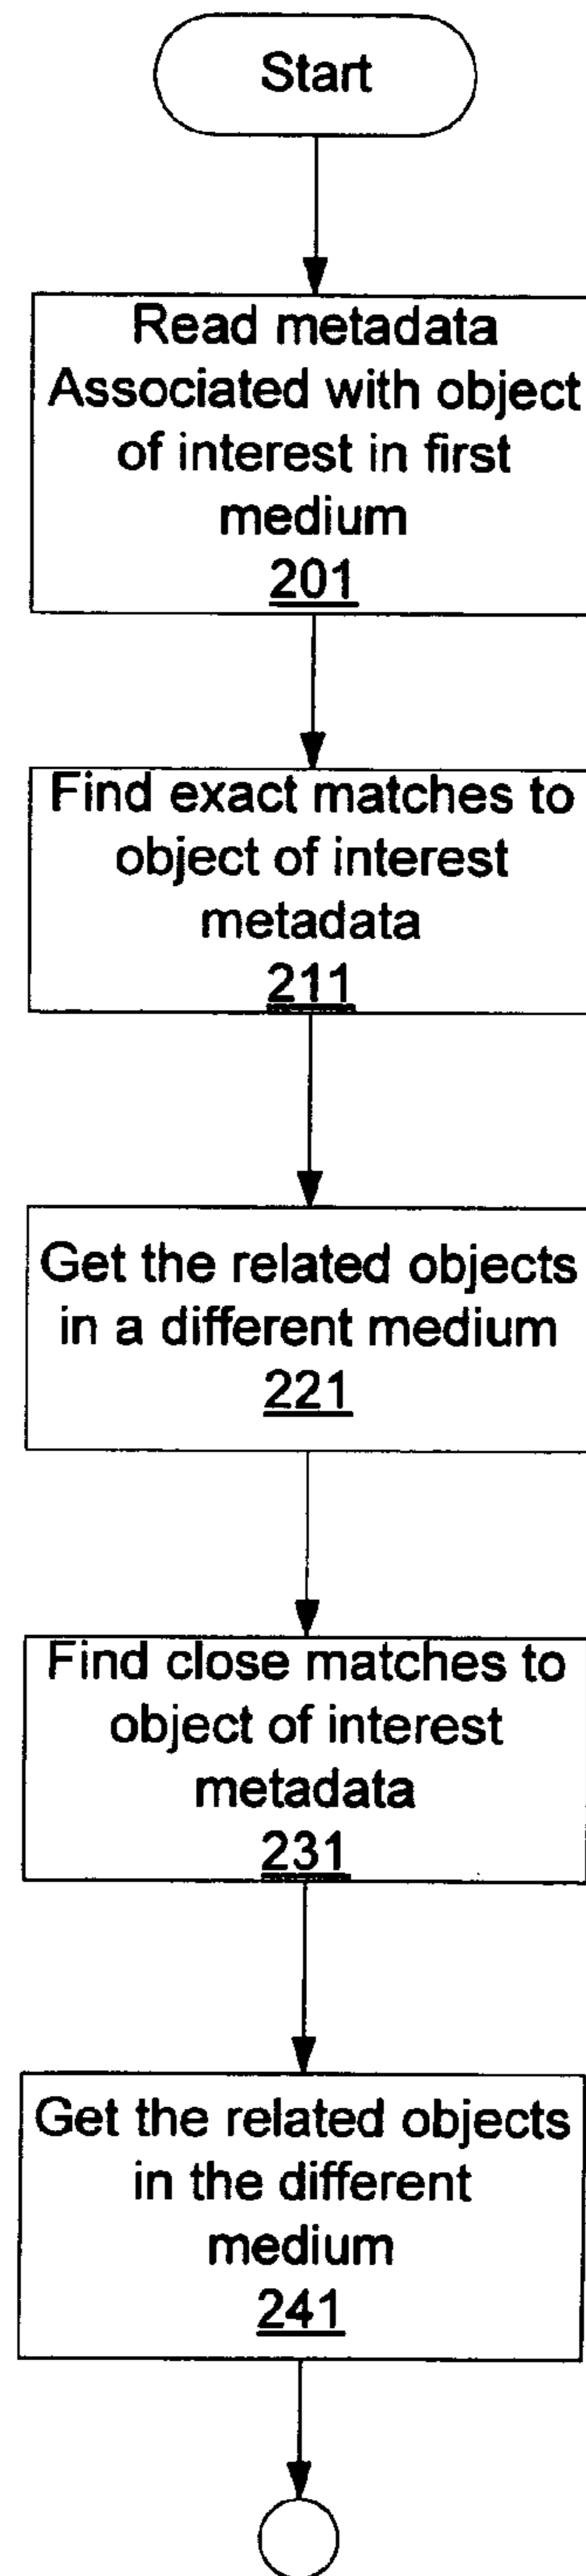 Start
Read metadata
Associated with object
of interest in first
medium
201
Find exact matches to
object of interest
metadata
211
Get the related objects
in a different medium
221
Find close matches to
object of interest
metadata
231
Get the related objects
in the different
medium
241